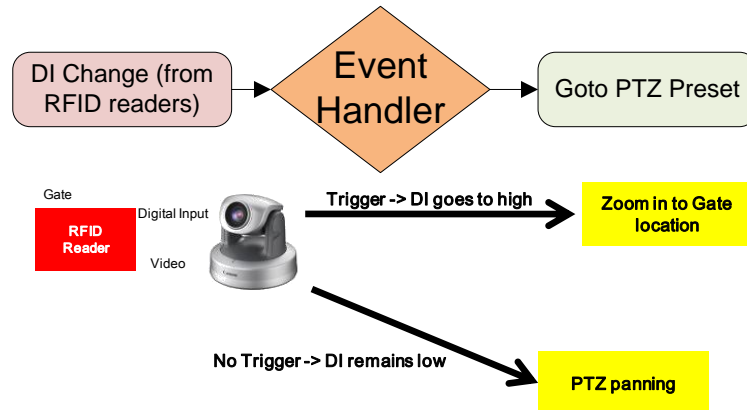 DI Change (from
RFID readers)
Event
Handler
Goto PTZ Preset
Gate
RFID
Reader
Digital Input
Video
Canon
Trigger -> DI goes to high
Zoom in to Gate
location
No Trigger -> DI remains low
PTZ panning